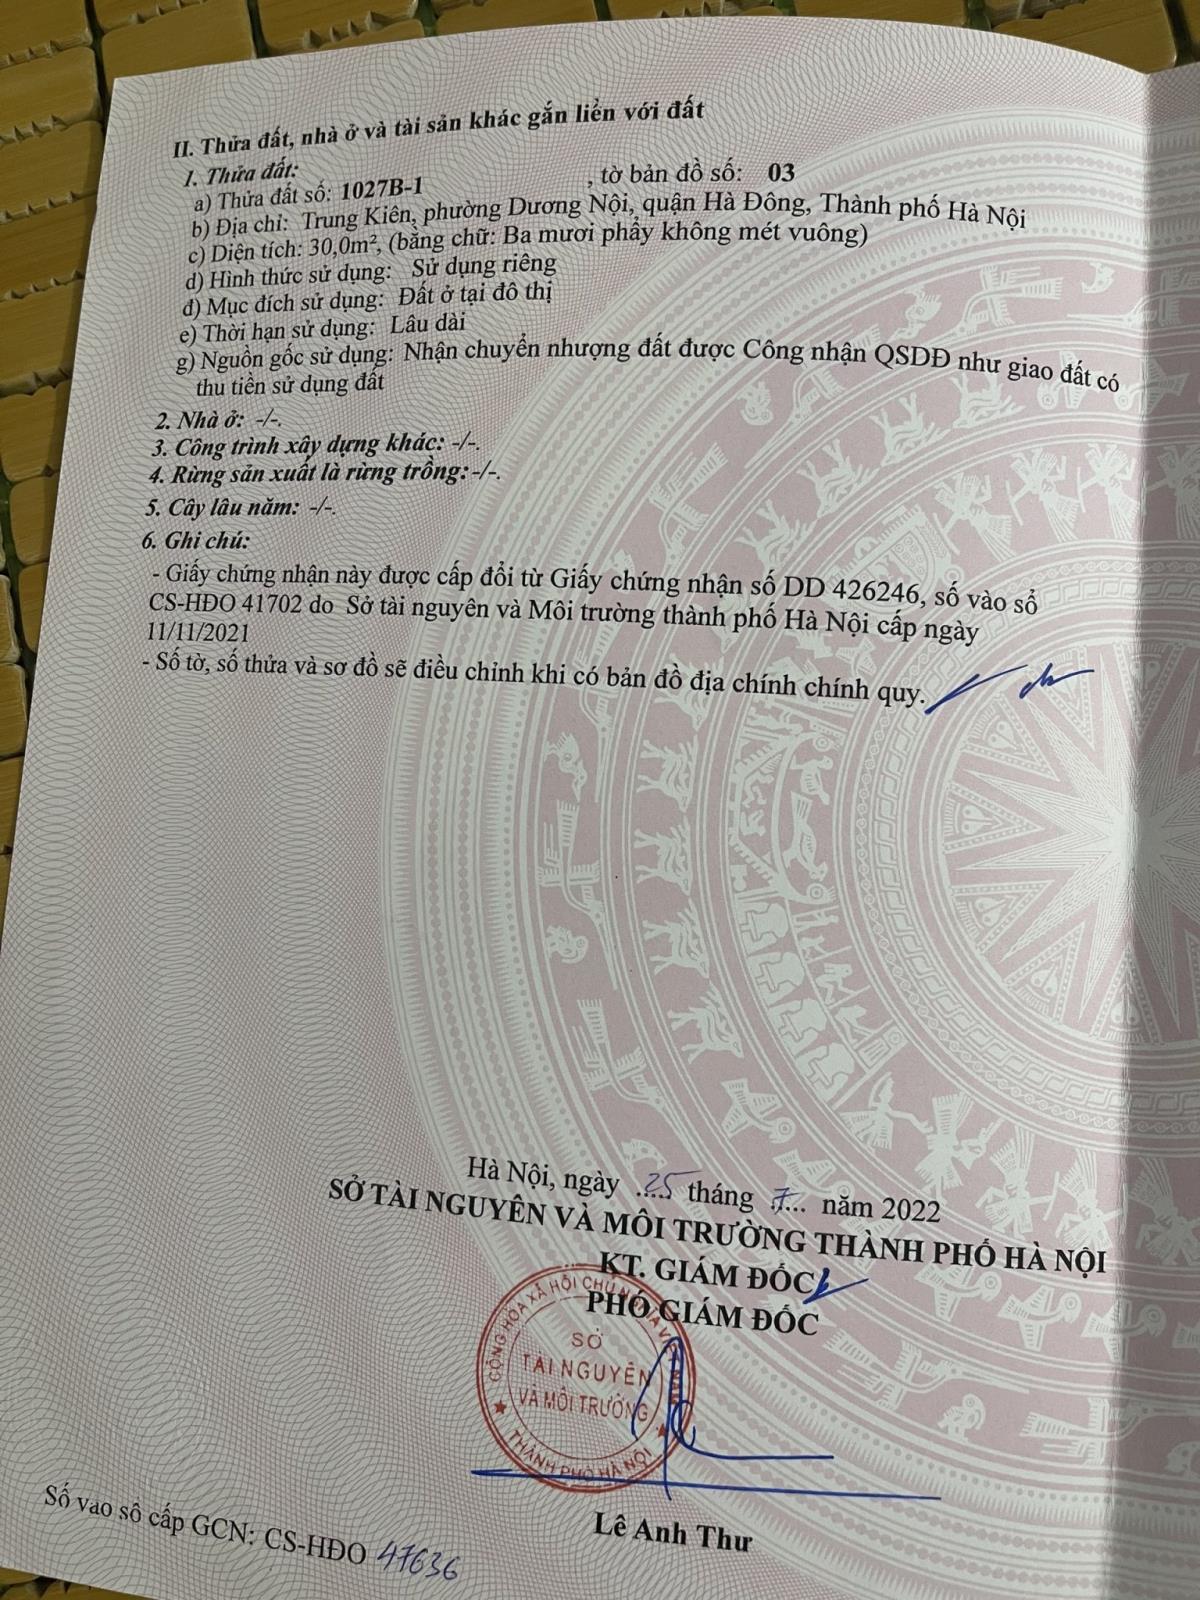 II. Thửa đất, nhà ở và tài sản khác gắn liền với đất
1. Thửa đất:
a) Thửa đất số: 1027B-1 , tờ bản đồ số: 03
b) Địa chỉ: Trung Kiên, phường Dương Nội, quận Hà Đông, Thành phố Hà Nội
c) Diện tích: 30,0m², (bằng chữ: Ba mươi phẩy không mét vuông)
d) Hình thức sử dụng: Sử dụng riêng
đ) Mục đích sử dụng: Đất ở tại đô thị
e) Thời hạn sử dụng: Lâu dài
g) Nguồn gốc sử dụng: Nhận chuyển nhượng đất được Công nhận QSDĐ như giao đất có
thu tiền sử dụng đất
2. Nhà ở: -/-.
3. Công trình xây dựng khác: -/-.
4. Rừng sản xuất là rừng trồng: -/-.
5. Cây lâu năm: -/-.
6. Ghi chú:
- Giấy chứng nhận này được cấp đổi từ Giấy chứng nhận số DD 426246, số vào sổ
CS-HĐO 41702 do Sở tài nguyên và Môi trường thành phố Hà Nội cấp ngày
11/11/2021
- Số tờ, số thửa và sơ đồ sẽ điều chỉnh khi có bản đồ địa chính chính quy.
Hà Nội, ngày 25 tháng 7 năm 2022
SỞ TÀI NGUYÊN VÀ MÔI TRƯỜNG THÀNH PHỐ HÀ NỘI
KT. GIÁM ĐỐC
PHÓ GIÁM ĐỐC
CỘNG HÒA XÃ HỘI CHỦ NGHĨA VIỆT NAM
SỞ
TÀI NGUYÊN
VÀ MÔI TRƯỜNG
THÀNH PHỐ HÀ NỘI
Lê Anh Thư
Số vào sổ cấp GCN: CS-HĐO 47636